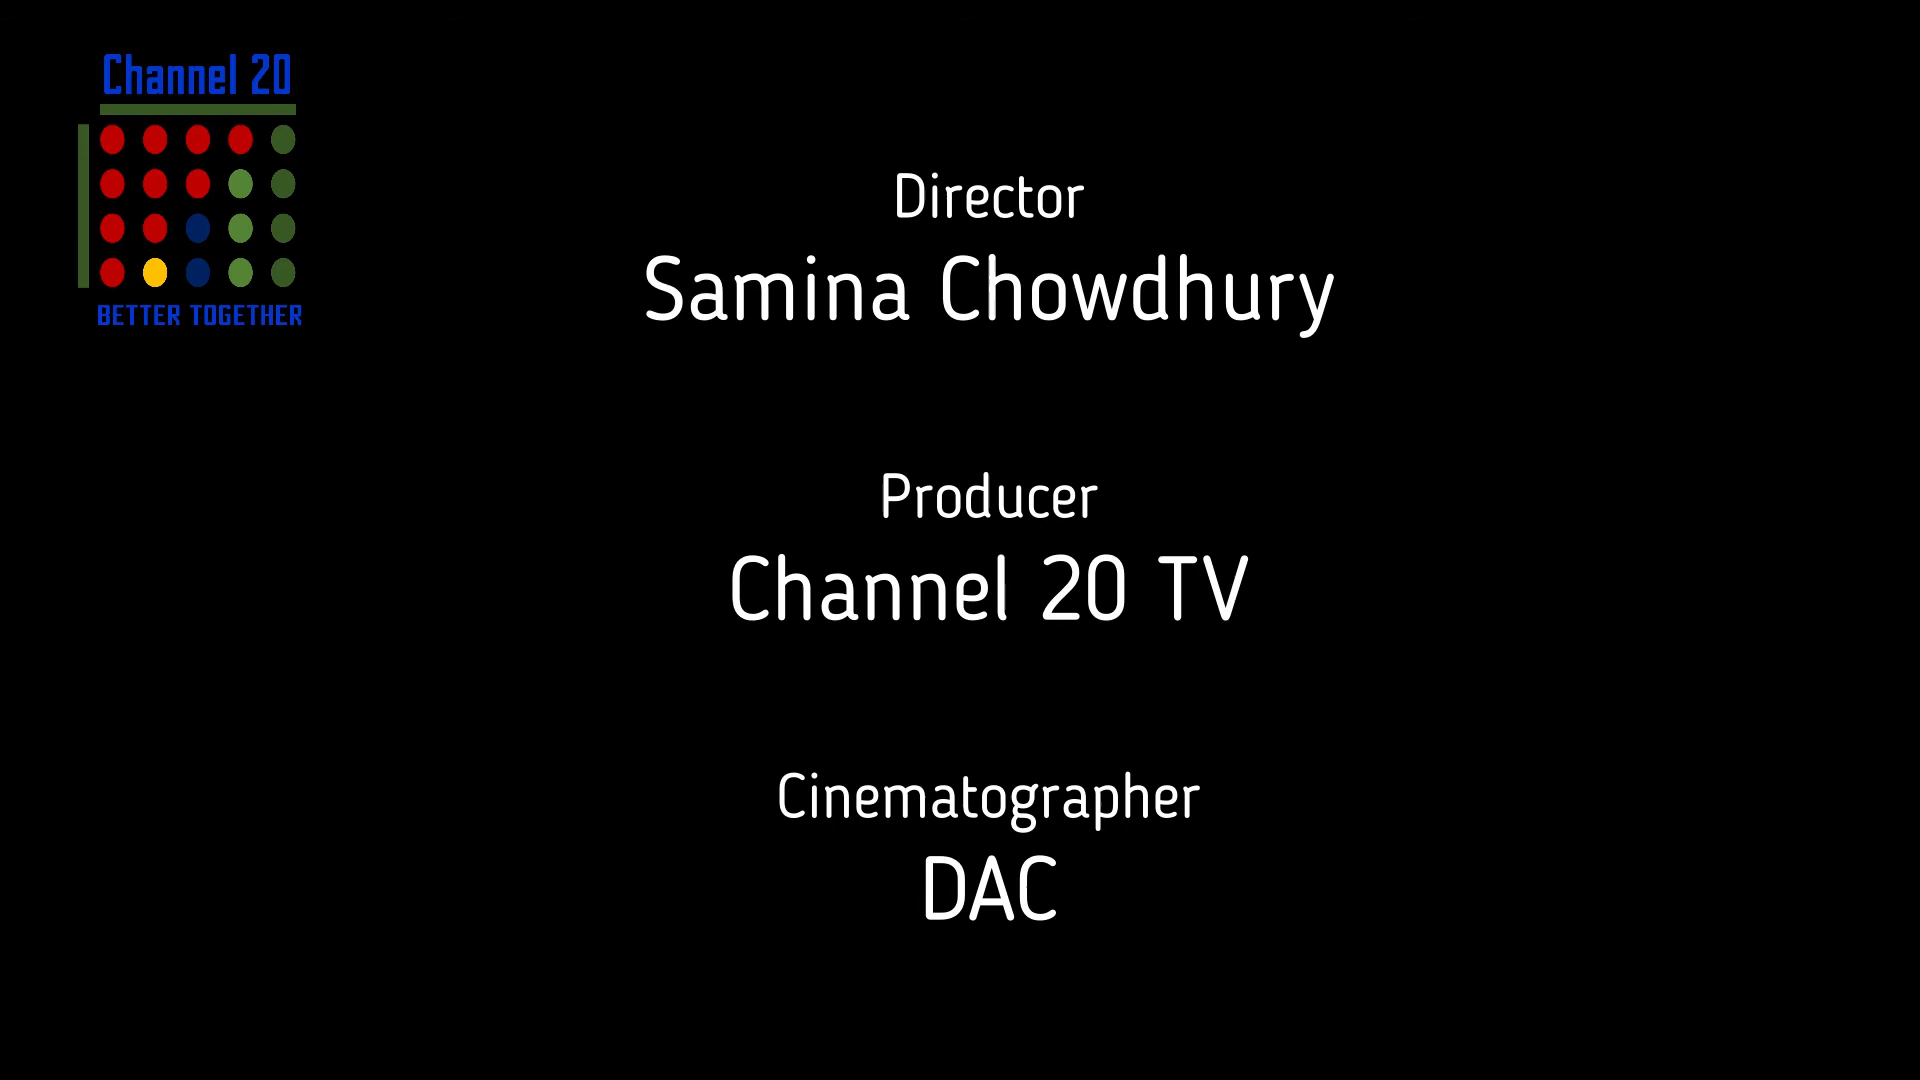 Channel 20
BETTER TOGETHER
Director
Samina Chowdhury
Producer
Channel 20 TV
Cinematographer
DAC